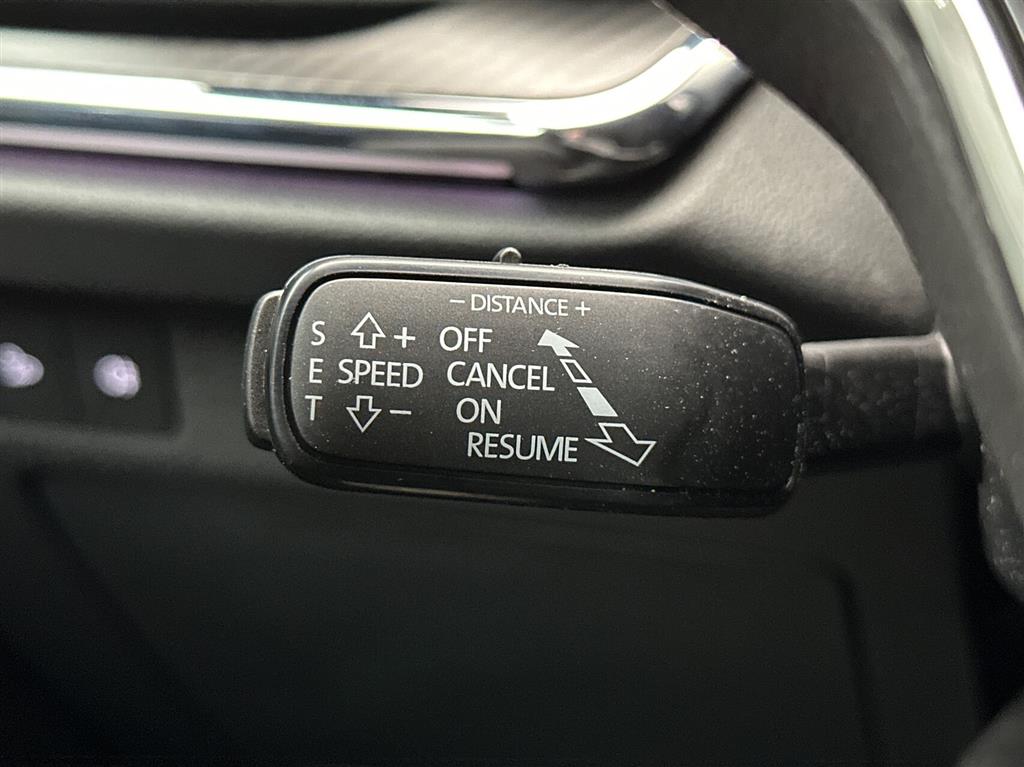 − DISTANCE +
S + OFF
E SPEED CANCEL
T − ON
RESUME